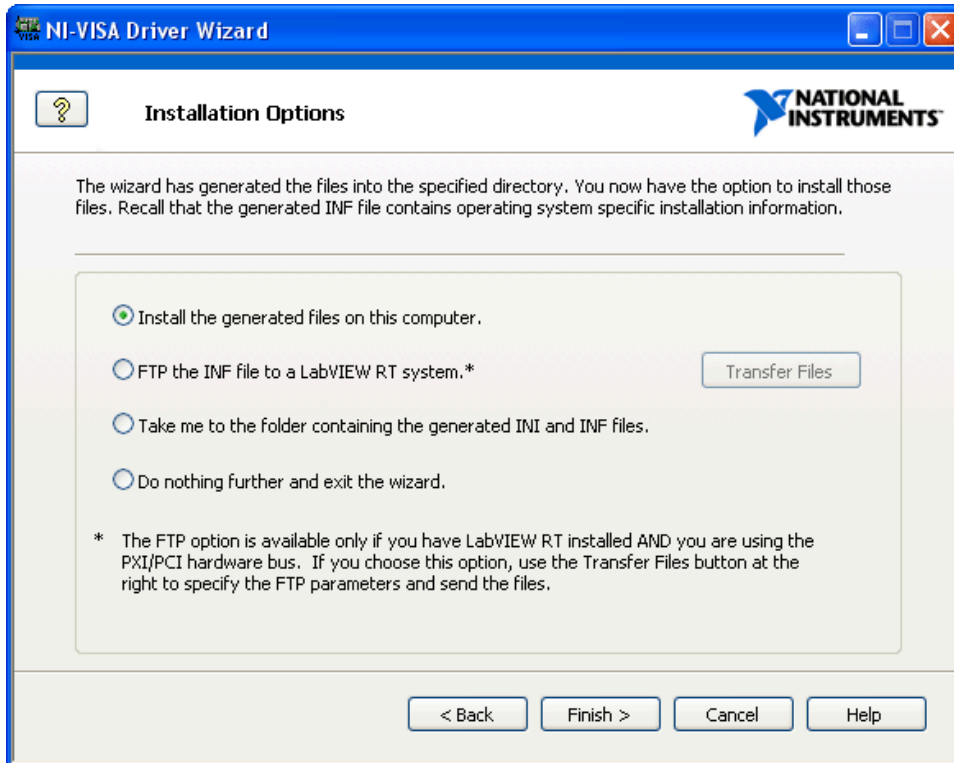 NI-VISA Driver Wizard
Installation Options
NATIONAL
INSTRUMENTS™
The wizard has generated the files into the specified directory. You now have the option to install those
files. Recall that the generated INF file contains operating system specific installation information.
Install the generated files on this computer.
FTP the INF file to a LabVIEW RT system.*
Transfer Files
Take me to the folder containing the generated INI and INF files.
Do nothing further and exit the wizard.
* The FTP option is available only if you have LabVIEW RT installed AND you are using the
PXI/PCI hardware bus. If you choose this option, use the Transfer Files button at the
right to specify the FTP parameters and send the files.
< Back
Finish >
Cancel
Help